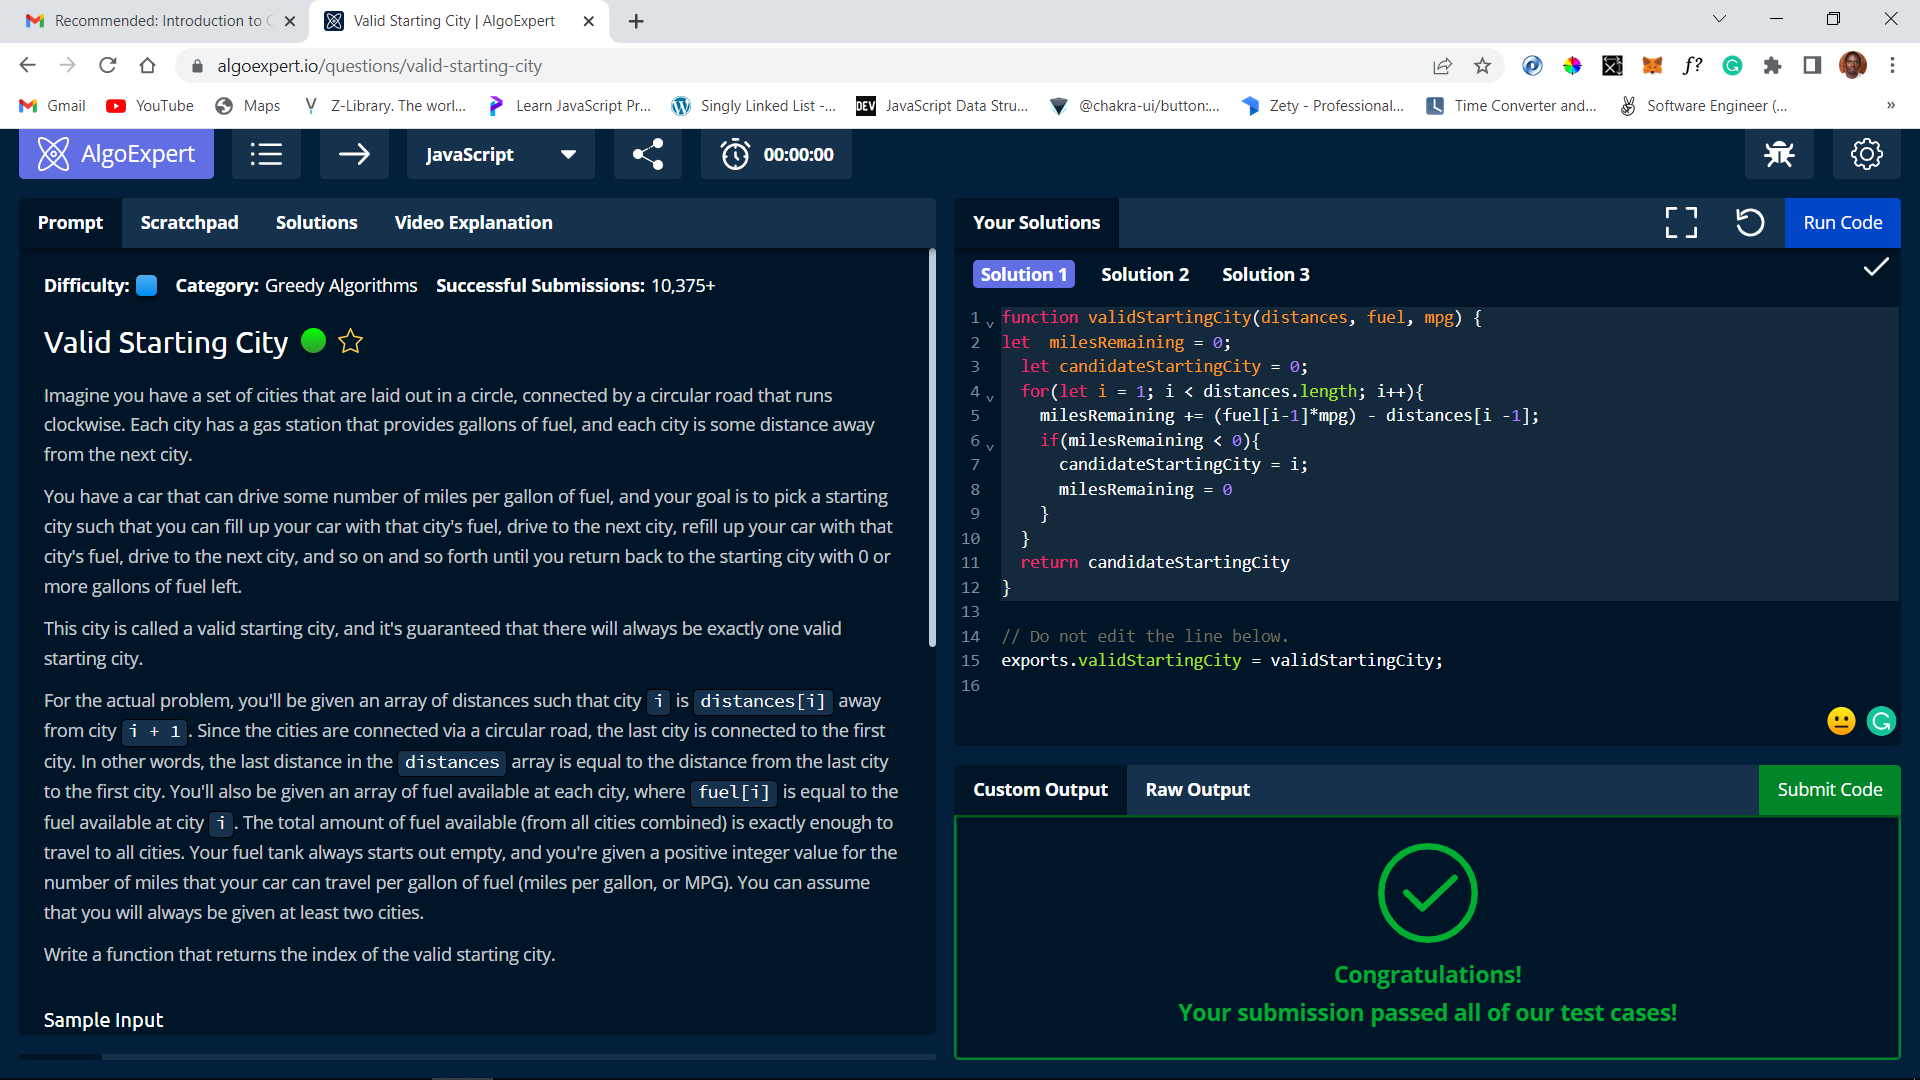 Recommended: Introduction to C
Valid Starting City | AlgoExpert
algoexpert.io/questions/valid-starting-city
f?
Gmail
YouTube
Maps
Z-Library. The worl...
Learn JavaScript Pr...
Singly Linked List -...
DEV JavaScript Data Stru...
@chakra-ui/button:...
Zety - Professional...
Time Converter and...
Software Engineer (...
»
AlgoExpert
JavaScript
00:00:00
Prompt
Scratchpad
Solutions
Video Explanation
Difficulty:
Category: Greedy Algorithms
Successful Submissions: 10,375+
Valid Starting City
Imagine you have a set of cities that are laid out in a circle, connected by a circular road that runs
clockwise. Each city has a gas station that provides gallons of fuel, and each city is some distance away
from the next city.
You have a car that can drive some number of miles per gallon of fuel, and your goal is to pick a starting
city such that you can fill up your car with that city's fuel, drive to the next city, refill up your car with that
city's fuel, drive to the next city, and so on and so forth until you return back to the starting city with 0 or
more gallons of fuel left.
This city is called a valid starting city, and it's guaranteed that there will always be exactly one valid
starting city.
For the actual problem, you'll be given an array of distances such that city i is distances[i] away
from city i + 1. Since the cities are connected via a circular road, the last city is connected to the first
city. In other words, the last distance in the distances array is equal to the distance from the last city
to the first city. You'll also be given an array of fuel available at each city, where fuel[i] is equal to the
fuel available at city i. The total amount of fuel available (from all cities combined) is exactly enough to
travel to all cities. Your fuel tank always starts out empty, and you're given a positive integer value for the
number of miles that your car can travel per gallon of fuel (miles per gallon, or MPG). You can assume
that you will always be given at least two cities.
Write a function that returns the index of the valid starting city.
Sample Input
Your Solutions
Run Code
Solution 1
Solution 2
Solution 3
1 function validStartingCity(distances, fuel, mpg) {
2 let  milesRemaining = 0;
3   let candidateStartingCity = 0;
4   for(let i = 1; i < distances.length; i++){
5     milesRemaining += (fuel[i-1]*mpg) - distances[i -1];
6     if(milesRemaining < 0){
7       candidateStartingCity = i;
8       milesRemaining = 0
9     }
10   }
11   return candidateStartingCity
12 }
13
14 // Do not edit the line below.
15 exports.validStartingCity = validStartingCity;
16
Custom Output
Raw Output
Submit Code
Congratulations!
Your submission passed all of our test cases!